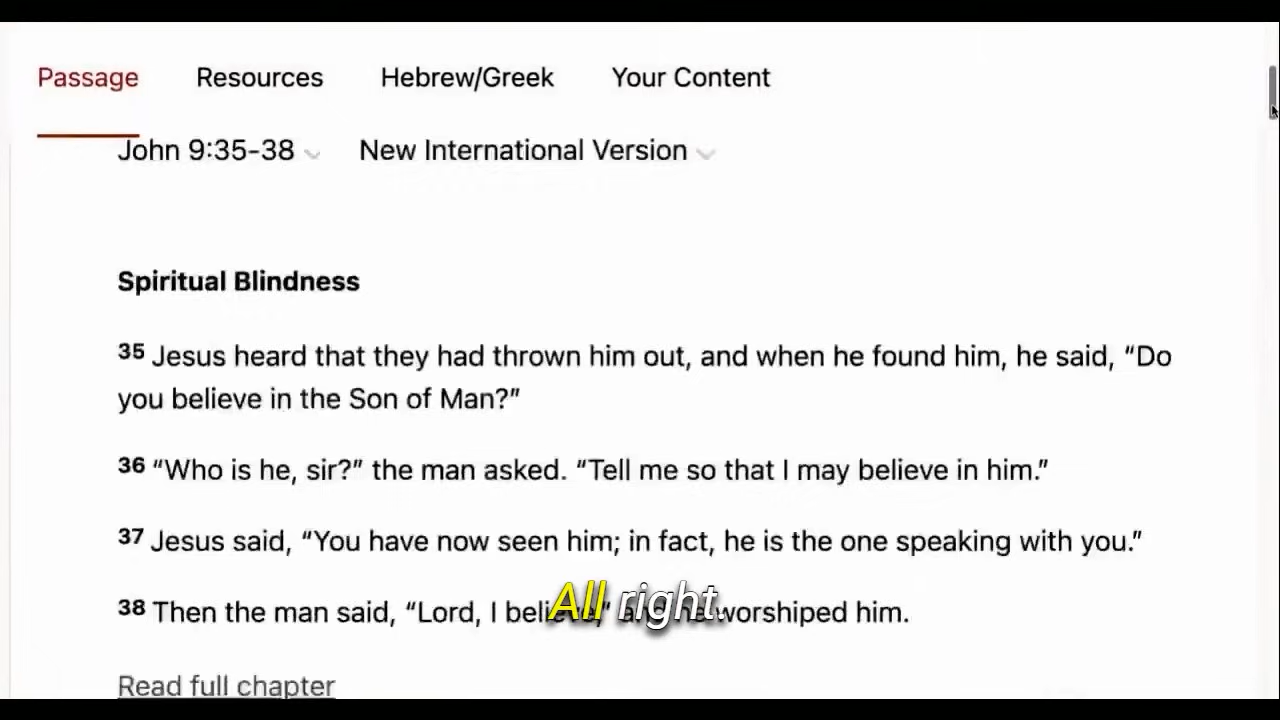 Passage Resources Hebrew/Greek Your Content
John 9:35-38 New International Version
Spiritual Blindness
35 Jesus heard that they had thrown him out, and when he found him, he said, “Do
you believe in the Son of Man?”
36 “Who is he, sir?” the man asked. “Tell me so that I may believe in him.”
37 Jesus said, “You have now seen him; in fact, he is the one speaking with you.”
38 Then the man said, “Lord, I believe,” and he worshiped him.
All right.
Read full chapter